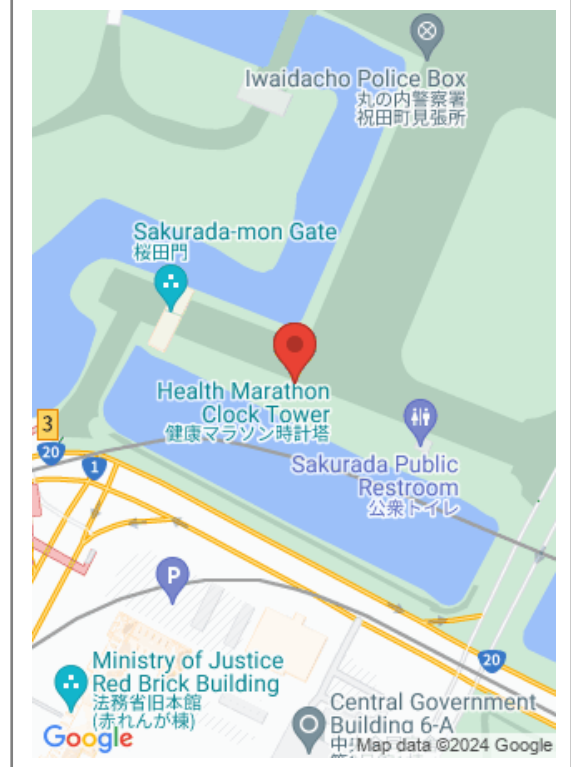 Iwaidacho Police Box
丸の内警察署
祝田町見張所
Sakurada-mon Gate
桜田門
Health Marathon
Clock Tower
健康マラソン時計塔
3
20
1
Sakurada Public
Restroom
公衆トイレ
P
20
Ministry of Justice
Red Brick Building
法務省旧本館
(赤れんが棟)
Central Government
Building 6-A
Google
Map data ©2024 Google